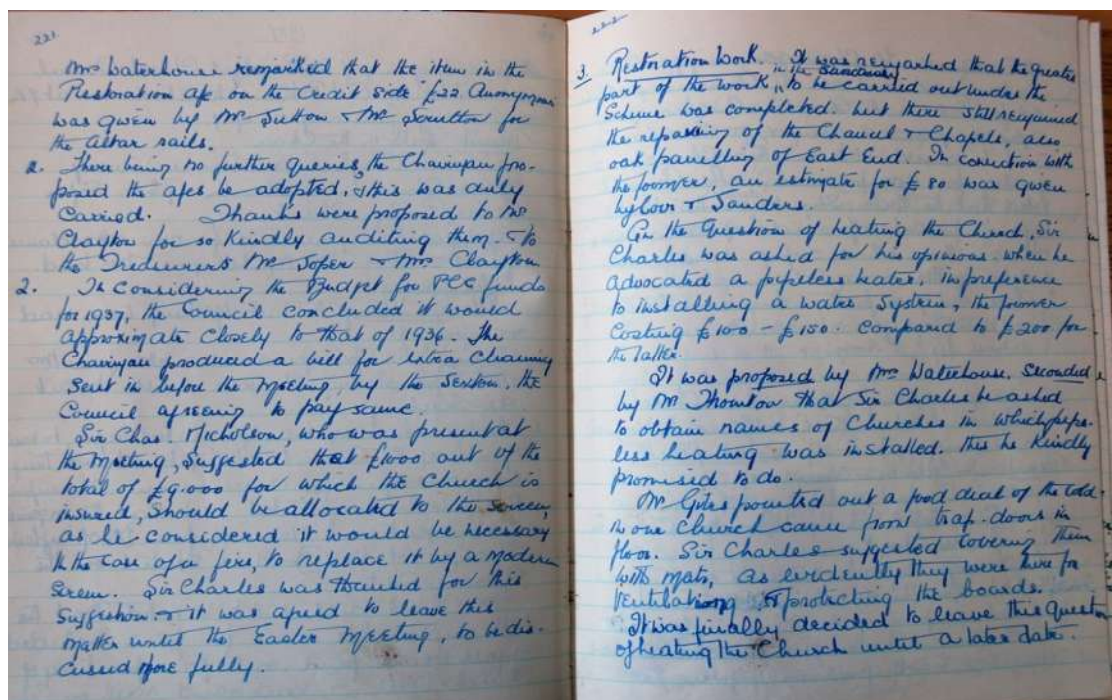 221
Mrs Waterhouse remarked that the item in the
Restoration a/c on the Credit side £22 Anonymous
was given by Mr Sutton & Mr Scrutton for
the altar rails.
2. There being no further queries, the Chairman pro-
posed the a/cs be adopted, & this was duly
Carried. Thanks were proposed to Mr
Clayton for so kindly auditing them. & to
the Treasurers Mr Soper & Mrs Clayton
2. In Considering the Budget for PCC funds
for 1937, the Council concluded it would
approximate closely to that of 1936. The
Chairman produced a bill for extra Cleaning
sent in before the Meeting, by the Sexton, the
Council agreeing to pay same.
Sir Chas. Nicholson, who was present at
the Meeting, suggested that £1000 out of the
total of £9.000 for which the Church is
insured, should be allocated to the screen,
as he considered it would be necessary
in the case of a fire, to replace it by a modern
screen. Sir Charles was thanked for this
suggestion & it was agreed to leave this
matter until the Easter Meeting, to be dis-
cussed more fully.
222
3. Restoration Work. It was remarked that the greater
part of the work in the Sanctuary to be carried out under the
Scheme was completed. but there still remained
the repairing of the Chancel & Chapels, also
oak panelling of East End. In conection with
the former, an estimate for £80 was given
by & Sanders.
On the Question of heating the Church, Sir
Charles was asked for his opinions. when he
advocated a pipeless heater, in preference
to installing a water System, the former
costing £100 - £150. compared to £200 for
the latter.
It was proposed by Mrs Waterhouse, seconded
by Mr Thornton that Sir Charles be asked
to obtain names of Churches in which pipe-
less heating was installed. this he kindly
promised to do.
Mr Giles pointed out a good deal of the cold
in our Church came from trap-doors in
floor. Sir Charles suggested covering them
with mats, as evidently they were there for
ventilating & protecting the boards.
It was finally decided to leave this question
of heating the Church until a later date.